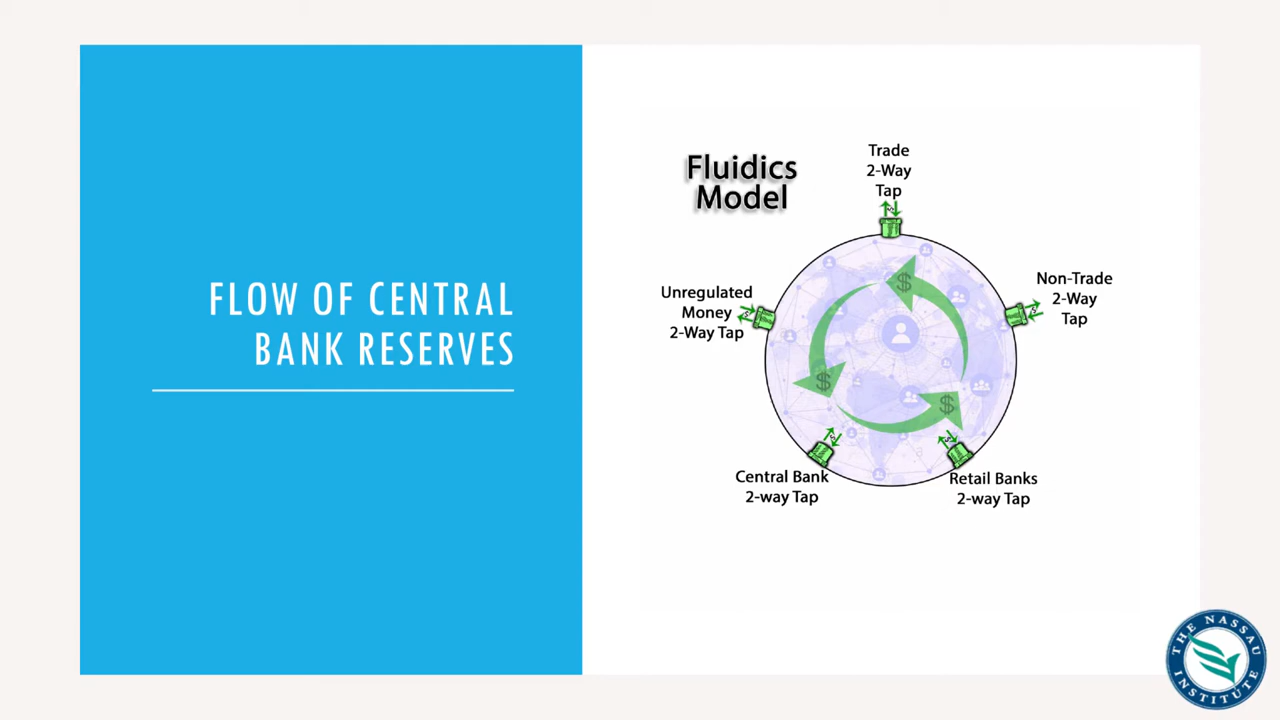 FLOW OF CENTRAL
BANK RESERVES
Fluidics
Model
Trade
2-Way
Tap
Non-Trade
2-Way
Tap
Unregulated
Money
2-Way Tap
Central Bank
2-way Tap
Retail Banks
2-way Tap
$
$
$
THE NASSAU
INSTITUTE